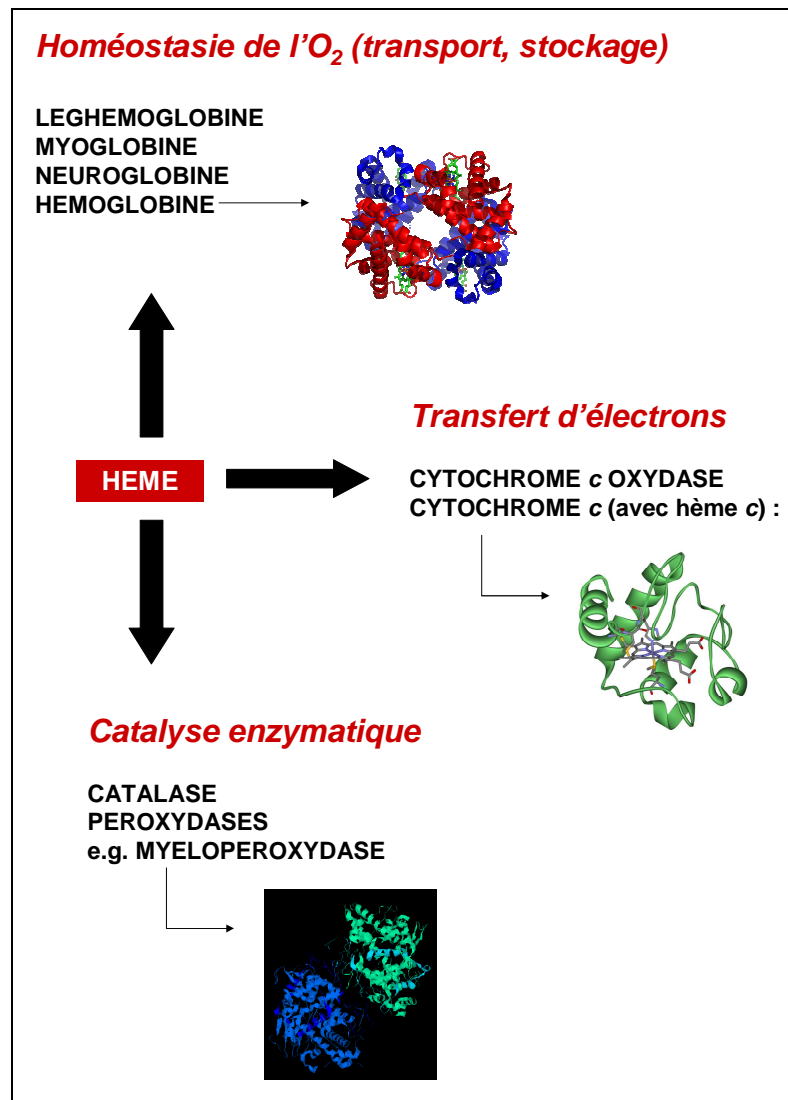 Homéostasie de l’O2 (transport, stockage)
LEGHEMOGLOBINE
MYOGLOBINE
NEUROGLOBINE
HEMOGLOBINE
Transfert d’électrons
HEME
CYTOCHROME c OXYDASE
CYTOCHROME c (avec hème c) :
Catalyse enzymatique
CATALASE
PEROXYDASES
e.g. MYELOPEROXYDASE